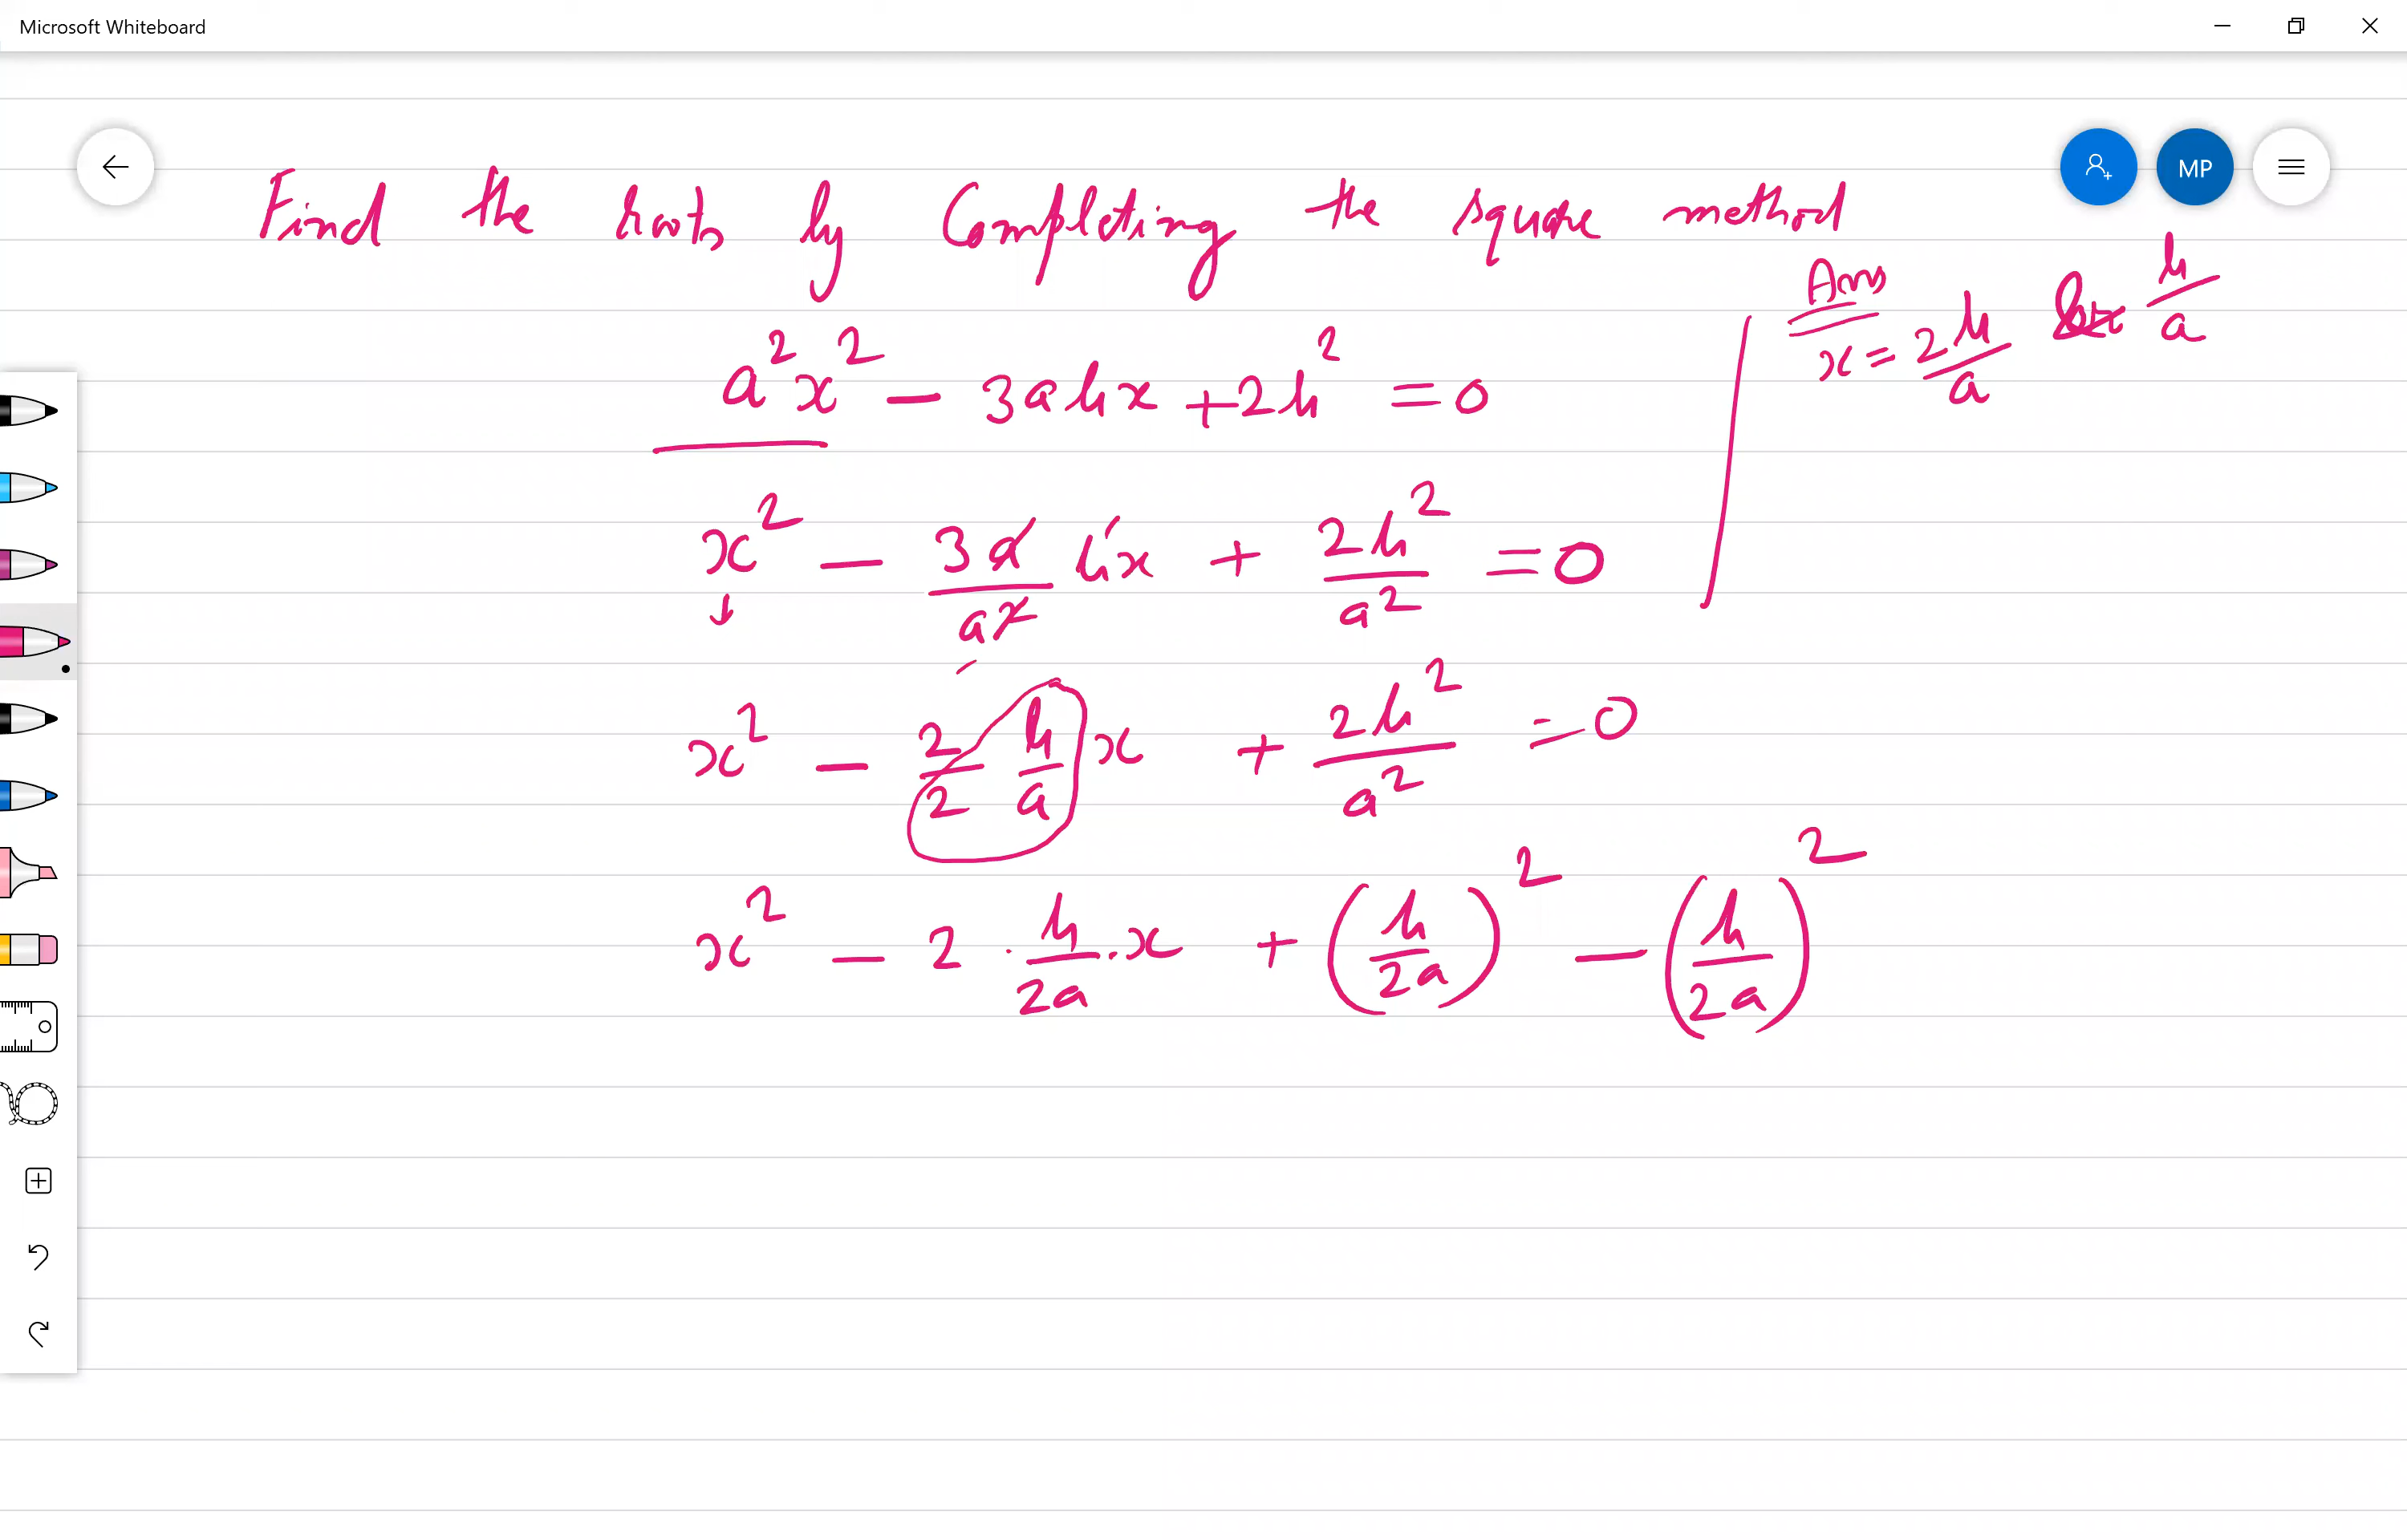 Microsoft Whiteboard
MP
Find the roots by Completing the square method
Ans
x = 2b/a b/a
a²x² - 3abx + 2b² = 0
x² - 3a/a² bx + 2b²/a² = 0
x² - 2/2 b/a x + 2b²/a² = 0
x² - 2 · b/2a · x + (b/2a)² - (b/2a)²